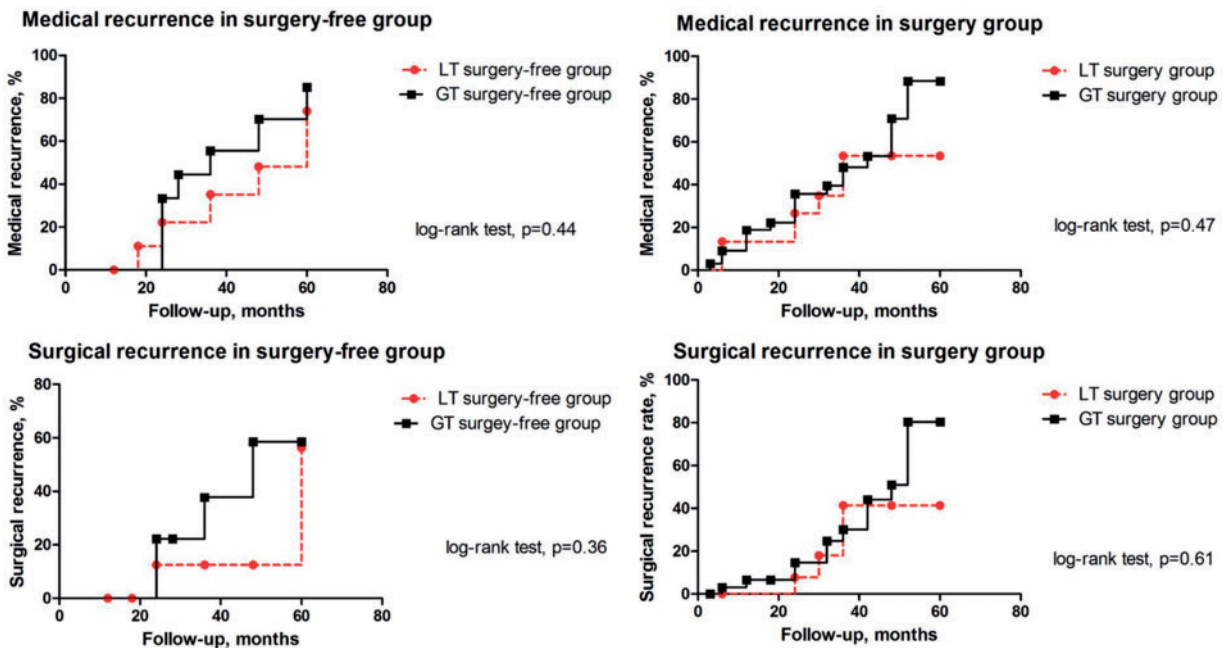 Medical recurrence in surgery-free group
Medical recurrence, %
100
80
60
40
20
0
0 20 40 60 80
Follow-up, months
LT surgery-free group
GT surgery-free group
log-rank test, p=0.44
Medical recurrence in surgery group
Medical recurrence, %
100
80
60
40
20
0
0 20 40 60 80
Follow-up, months
LT surgery group
GT surgery group
log-rank test, p=0.47
Surgical recurrence in surgery-free group
Surgical recurrence, %
80
60
40
20
0
0 20 40 60 80
Follow-up, months
LT surgery-free group
GT surgey-free group
log-rank test, p=0.36
Surgical recurrence in surgery group
Surgical recurrence rate, %
100
80
60
40
20
0
0 20 40 60 80
Follow-up, months
LT surgery group
GT surgery group
log-rank test, p=0.61